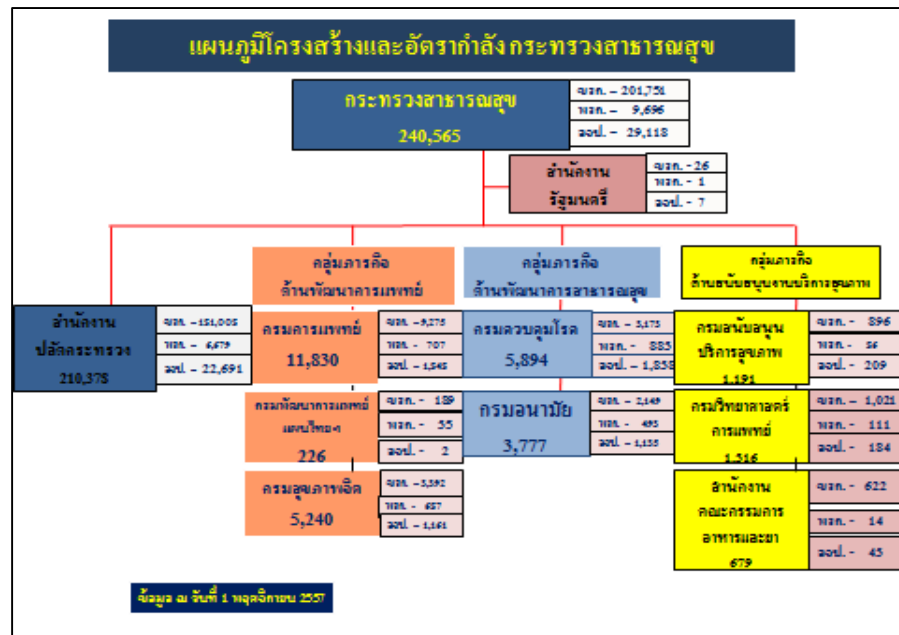 แผนภูมิโครงสร้างและอัตรากำลัง กระทรวงสาธารณสุข
กระทรวงสาธารณสุข
240,565
ขรก. – 201,751
พรก. – 9,696
ลจป. – 29,118
สำนักงาน
รัฐมนตรี
ขรก. - 26
พรก. - 1
ลจป. - 7
กลุ่มภารกิจ
ด้านพัฒนาการแพทย์
กลุ่มภารกิจ
ด้านพัฒนาการสาธารณสุข
กลุ่มภารกิจ
ด้านสนับสนุนงานบริการสุขภาพ
สำนักงาน
ปลัดกระทรวง
210,378
ขรก. –181,008
พรก. – 6,679
ลจป. – 22,691
กรมการแพทย์
11,830
ขรก. –9,275
พรก. – 707
ลจป. –
กรมควบคุมโรค
5,894
ขรก. – 3,173
พรก. – 883
ลจป. – 1,838
กรมสนับสนุน
บริการสุขภาพ
1,191
ขรก. - 896
พรก. - 86
ลจป. - 209
กรมพัฒนาการแพทย์
แผนไทยฯ
226
ขรก. - 189
พรก. - 35
ลจป. - 2
กรมอนามัย
3,777
ขรก. – 2,149
พรก. – 493
ลจป. – 1,135
กรมวิทยาศาสตร์
การแพทย์
1,316
ขรก. - 1,021
พรก. - 111
ลจป. - 184
กรมสุขภาพจิต
5,240
ขรก. –3,392
พรก. – 687
ลจป. – 1,161
สำนักงาน
คณะกรรมการ
อาหารและยา
679
ขรก. - 622
พรก. - 14
ลจป. - 43
ข้อมูล ณ วันที่ 1 พฤศจิกายน 2557